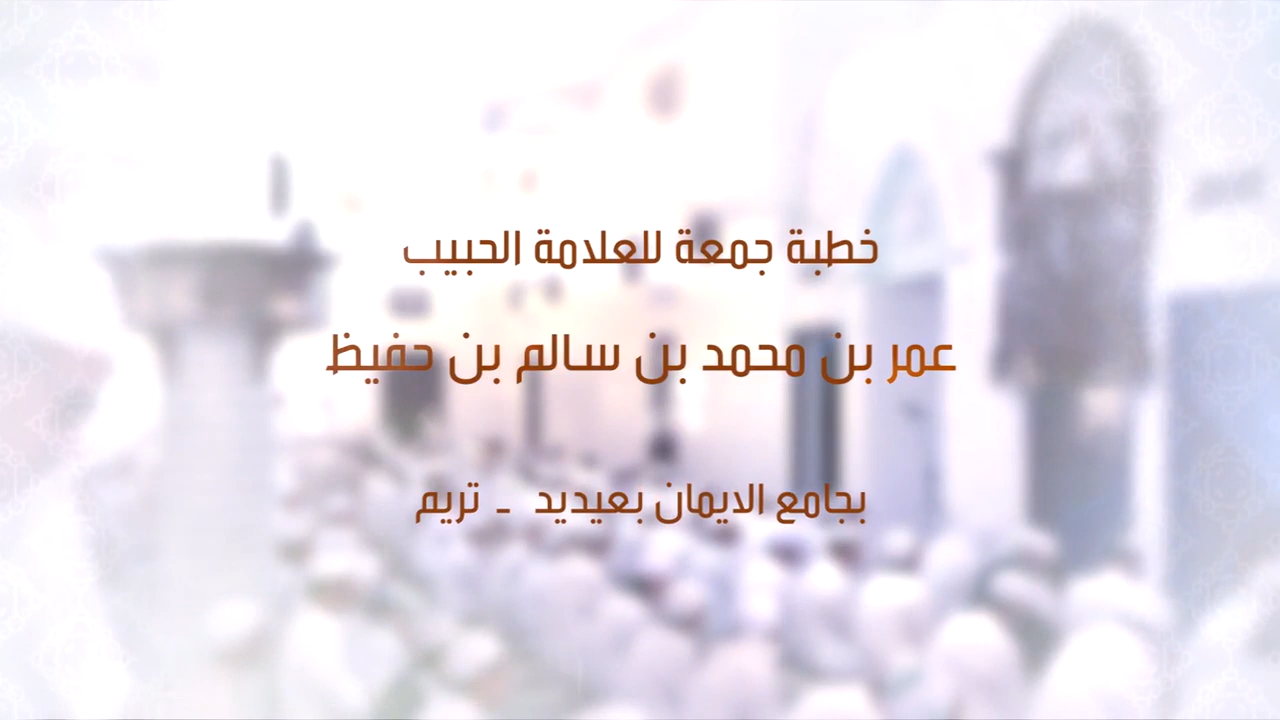 خطبة جمعة للعلامة الحبيب
عمر بن محمد بن سالم بن حفيظ
بجامع الايمان بعيديد - تريم